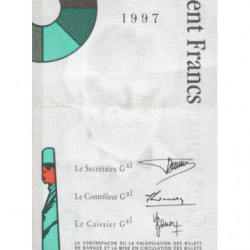 1997
ent Francs
Le Secrétaire Gal
Le Contrôleur Gal
Le Caissier Gal
LA CONTREFAÇON OU LA FALSIFICATION DES BILLETS
DE BANQUE ET LA MISE EN CIRCULATION DES BILLETS